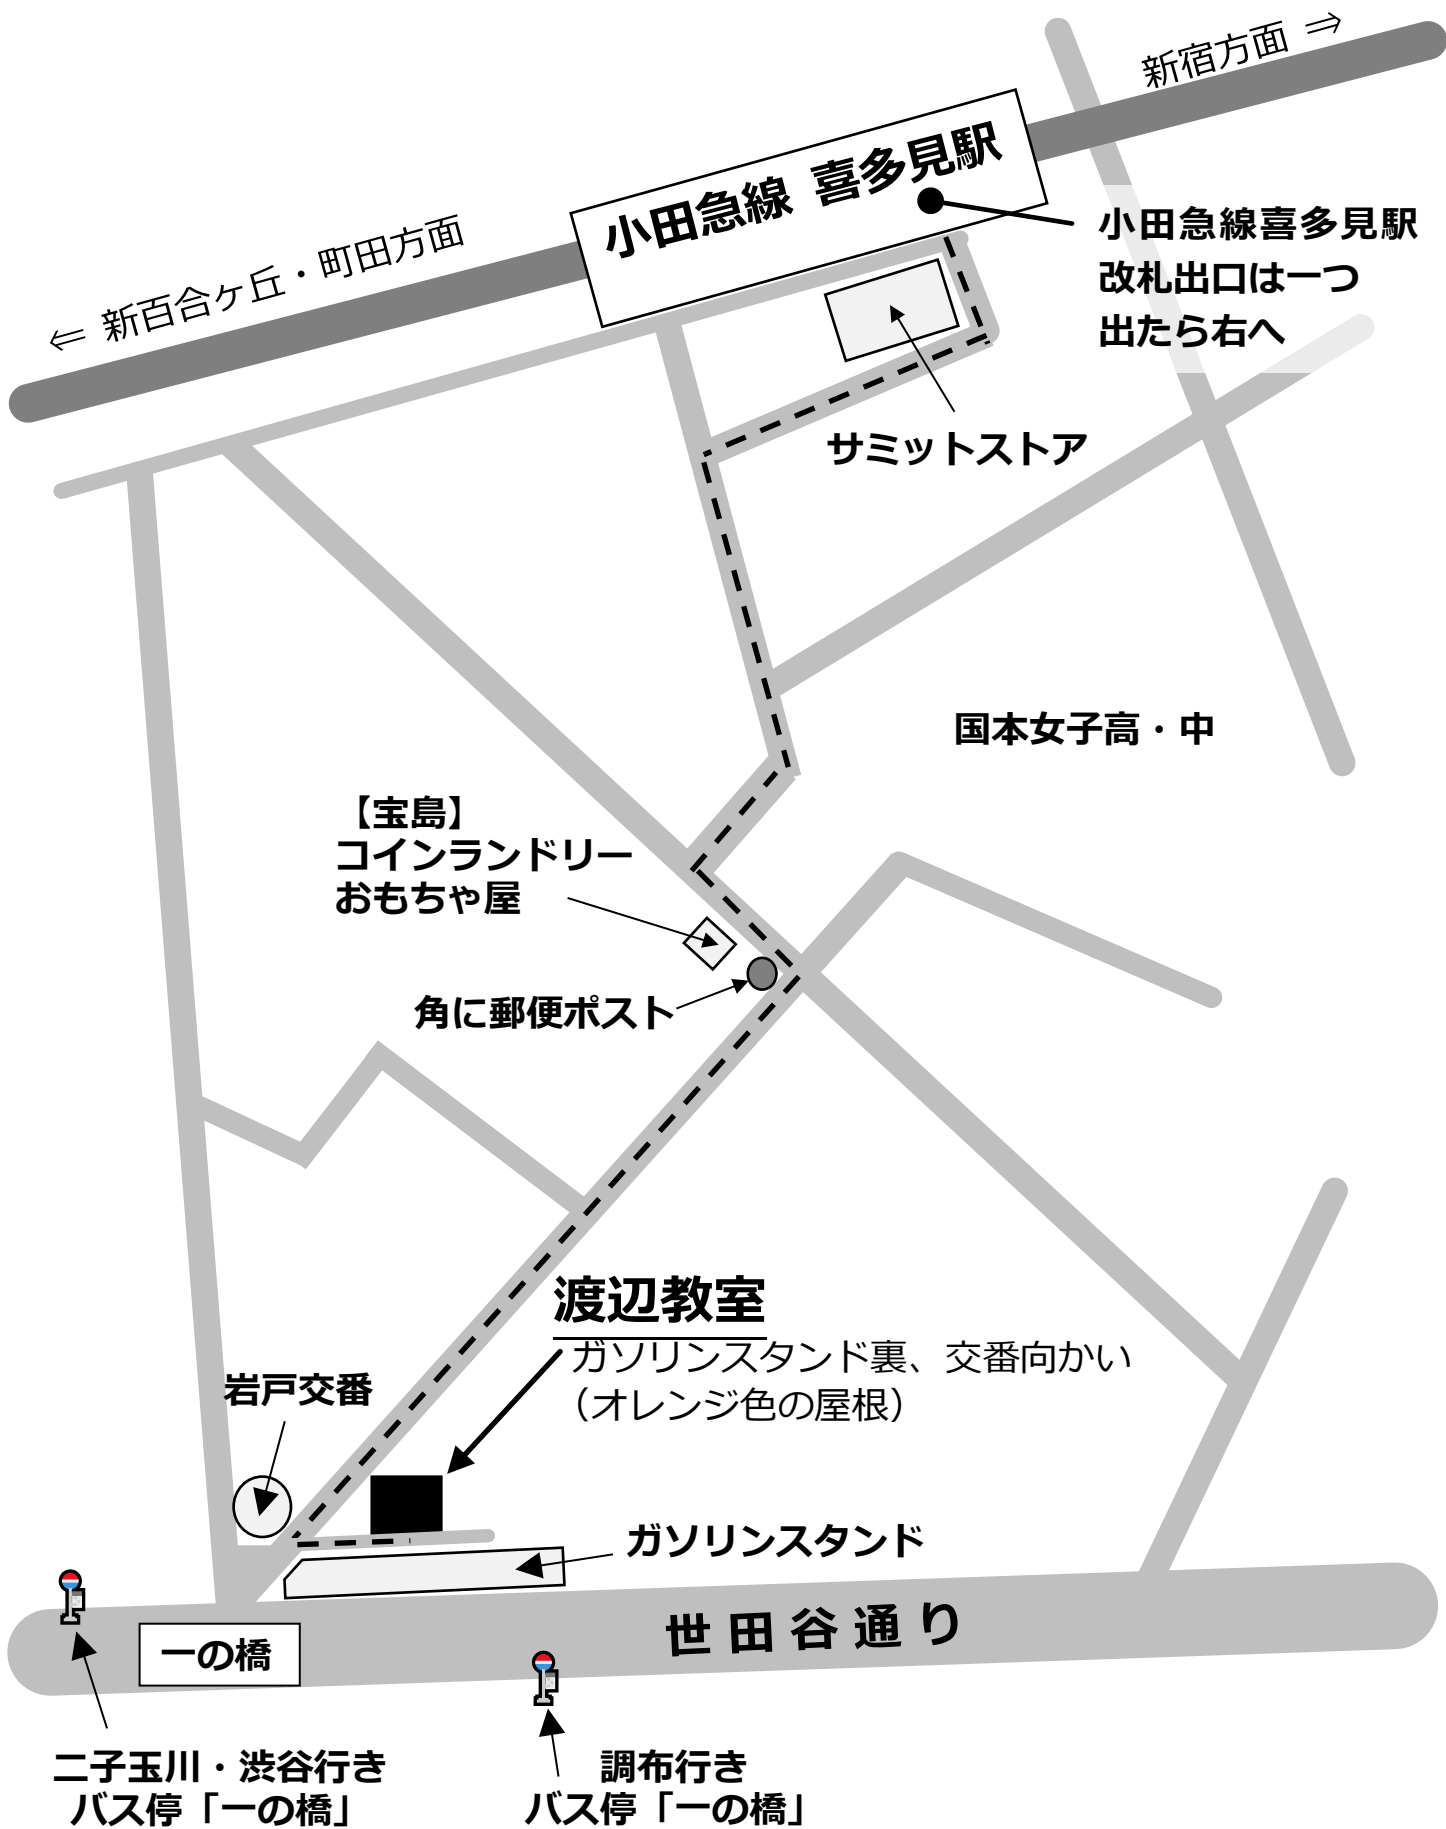 新宿方面 ⇒
小田急線 喜多見駅
⇐ 新百合ヶ丘・町田方面
小田急線喜多見駅
改札出口は一つ
出たら右へ
サミットストア
国本女子高・中
【宝島】
コインランドリー
おもちゃ屋
角に郵便ポスト
渡辺教室
ガソリンスタンド裏、交番向かい
（オレンジ色の屋根）
岩戸交番
ガソリンスタンド
世田谷通り
一の橋
二子玉川・渋谷行き
バス停「一の橋」
調布行き
バス停「一の橋」